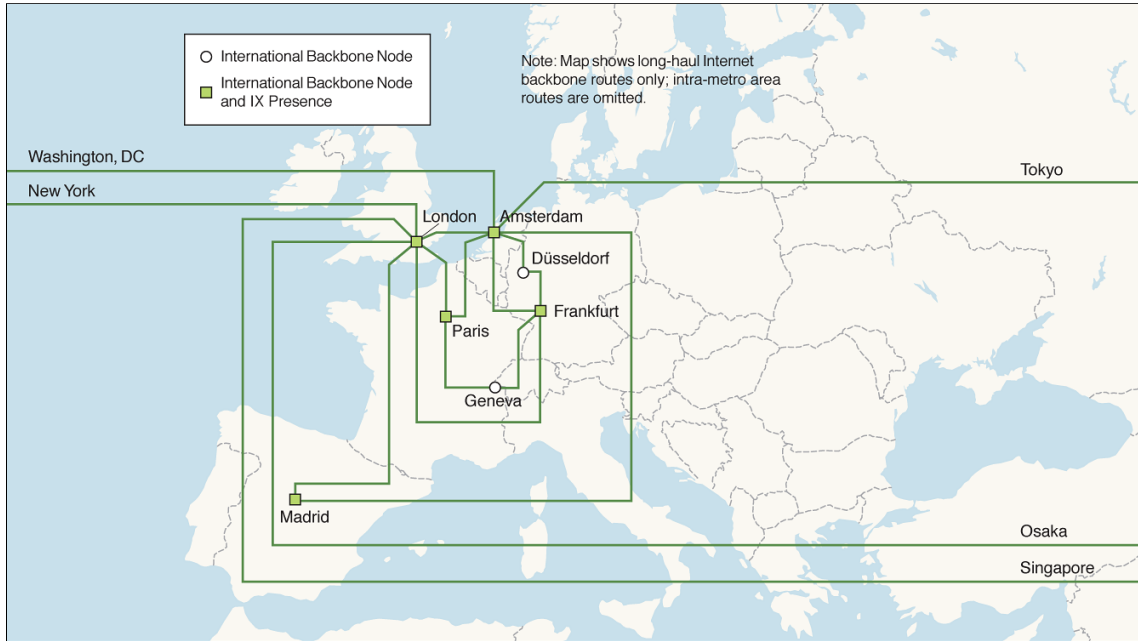 International Backbone Node
International Backbone Node
and IX Presence
Note: Map shows long-haul Internet
backbone routes only; intra-metro area
routes are omitted.
Washington, DC
Tokyo
New York
London
Amsterdam
Düsseldorf
Frankfurt
Paris
Geneva
Madrid
Osaka
Singapore